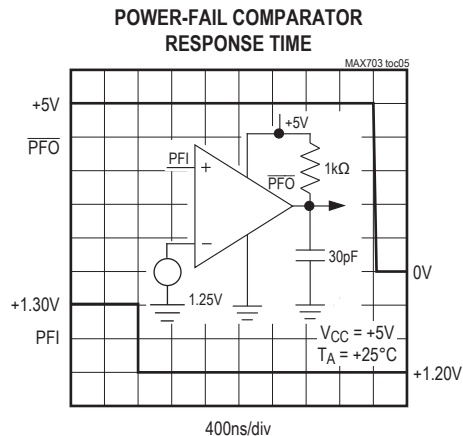 POWER-FAIL COMPARATOR
RESPONSE TIME
MAX703 toc05
+5V
+5V
PFO
PFI
+
PFO
1kΩ
−
30pF
0V
+1.30V
1.25V
PFI
VCC = +5V
TA = +25°C
+1.20V
400ns/div